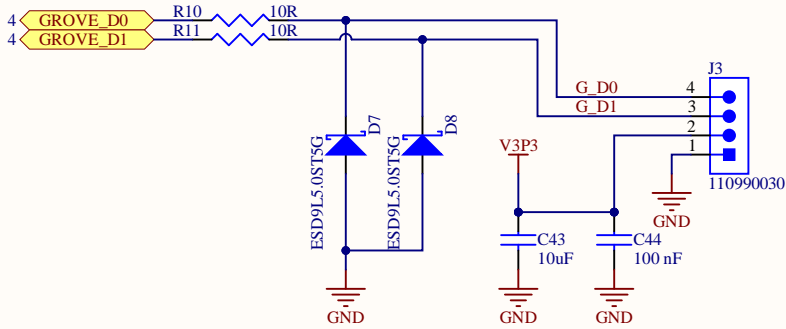 4 GROVE_D0 R10 10R
4 GROVE_D1 R11 10R
J3
G_D0 4
G_D1 3
2
1
110990030
GND
D7
ESD9L5.0ST5G
D8
ESD9L5.0ST5G
V3P3
C43
10uF
C44
100 nF
GND
GND
GND